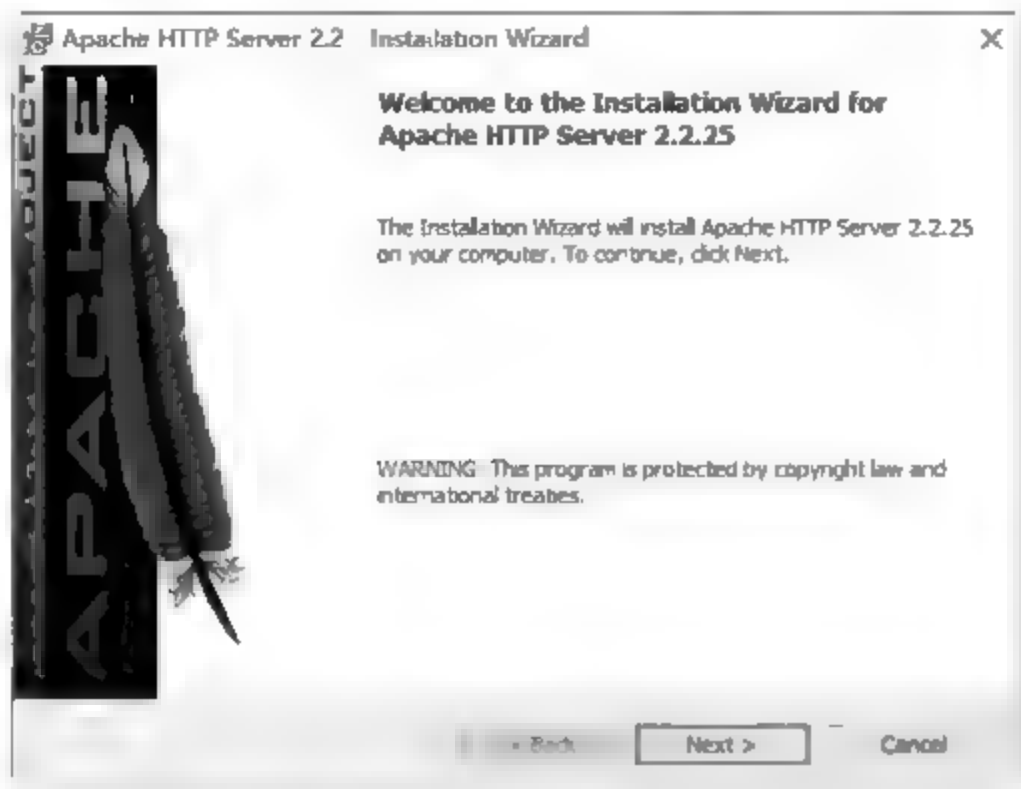 Apache HTTP Server 2.2 Installation Wizard
APACHE
Welcome to the Installation Wizard for
Apache HTTP Server 2.2.25
The Installation Wizard will install Apache HTTP Server 2.2.25
on your computer. To continue, click Next.
WARNING: This program is protected by copyright law and
international treaties.
< Back
Next >
Cancel